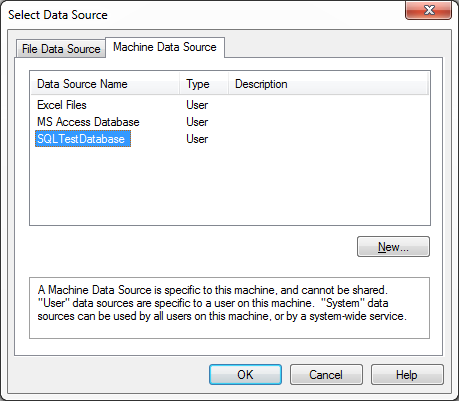 Select Data Source
File Data Source Machine Data Source
Data Source Name Type Description
Excel Files User
MS Access Database User
SQLTestDatabase User
New...
A Machine Data Source is specific to this machine, and cannot be shared.
"User" data sources are specific to a user on this machine.  "System" data
sources can be used by all users on this machine, or by a system-wide service.
OK Cancel Help